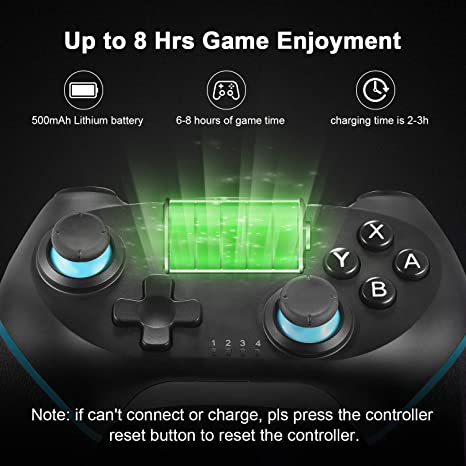 Up to 8 Hrs Game Enjoyment
500mAh Lithium battery
6-8 hours of game time
charging time is 2-3h
X
Y A
B
1 2 3 4
Note: if can't connect or charge, pls press the controller
reset button to reset the controller.